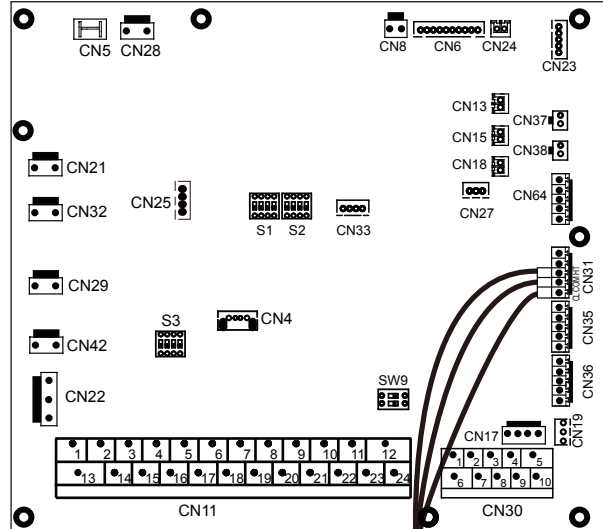 CN5
CN28
CN8
CN6
CN24
CN23
CN13
CN37
CN15
CN38
CN18
CN21
CN25
CN32
CN27
CN64
S1
S2
CN33
CN31
CL COM HT
CN29
CN4
S3
CN35
CN42
CN36
CN22
SW9
CN17
CN19
1 2 3 4 5 6 7 8 9 10 11 12
13 14 15 16 17 18 19 20 21 22 23 24
1 2 3 4 5
6 7 8 9 10
CN11
CN30